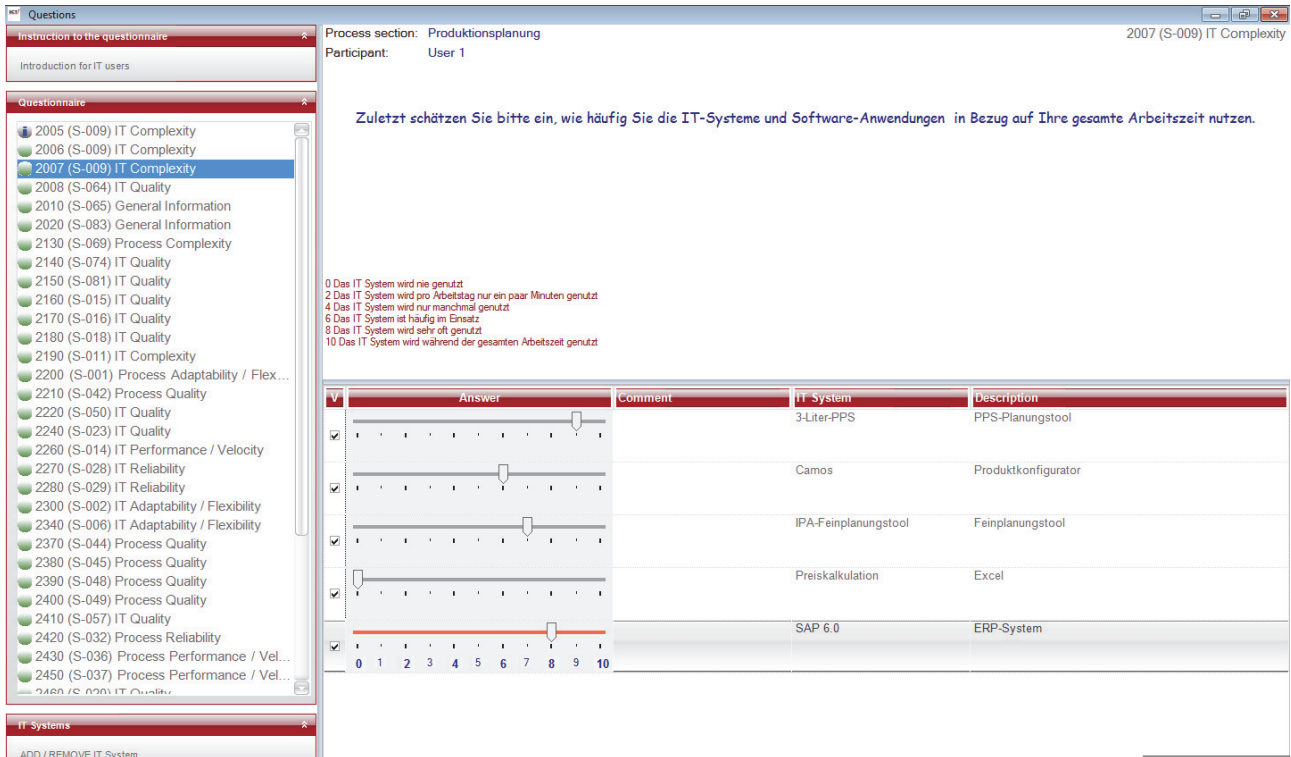 Questions
Instruction to the questionnaire
Introduction for IT users
Questionnaire
2005 (S-009) IT Complexity
2006 (S-009) IT Complexity
2007 (S-009) IT Complexity
2008 (S-064) IT Quality
2010 (S-065) General Information
2020 (S-083) General Information
2130 (S-069) Process Complexity
2140 (S-074) IT Quality
2150 (S-081) IT Quality
2160 (S-015) IT Quality
2170 (S-016) IT Quality
2180 (S-018) IT Quality
2190 (S-011) IT Complexity
2200 (S-001) Process Adaptability / Flex...
2210 (S-042) Process Quality
2220 (S-050) IT Quality
2240 (S-023) IT Quality
2260 (S-014) IT Performance / Velocity
2270 (S-028) IT Reliability
2280 (S-029) IT Reliability
2300 (S-002) IT Adaptability / Flexibility
2340 (S-006) IT Adaptability / Flexibility
2370 (S-044) Process Quality
2380 (S-045) Process Quality
2390 (S-048) Process Quality
2400 (S-049) Process Quality
2410 (S-057) IT Quality
2420 (S-032) Process Reliability
2430 (S-036) Process Performance / Vel...
2450 (S-037) Process Performance / Vel...
2460 (S-020) IT Quality
IT Systems
ADD / REMOVE IT System
Process section: Produktionsplanung
2007 (S-009) IT Complexity
Participant: User 1
Zuletzt schätzen Sie bitte ein, wie häufig Sie die IT-Systeme und Software-Anwendungen in Bezug auf Ihre gesamte Arbeitszeit nutzen.
0 Das IT System wird nie genutzt
2 Das IT System wird pro Arbeitstag nur ein paar Minuten genutzt
4 Das IT System wird nur manchmal genutzt
6 Das IT System ist häufig im Einsatz
8 Das IT System wird sehr oft genutzt
10 Das IT System wird während der gesamten Arbeitszeit genutzt
V Answer Comment IT System Description
3-Liter-PPS PPS-Planungstool
Camos Produktkonfigurator
IPA-Feinplanungstool Feinplanungstool
Preiskalkulation Excel
SAP 6.0 ERP-System
0 1 2 3 4 5 6 7 8 9 10